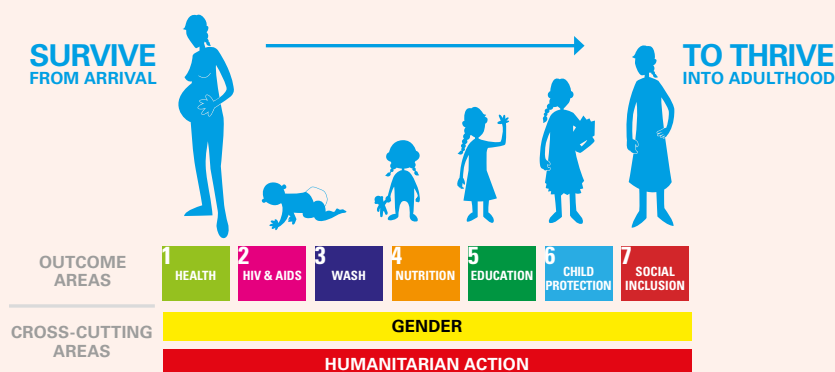 SURVIVE
FROM ARRIVAL
TO THRIVE
INTO ADULTHOOD
OUTCOME
AREAS
1
HEALTH
2
HIV & AIDS
3
WASH
4
NUTRITION
5
EDUCATION
6
CHILD
PROTECTION
7
SOCIAL
INCLUSION
CROSS-CUTTING
AREAS
GENDER
HUMANITARIAN ACTION